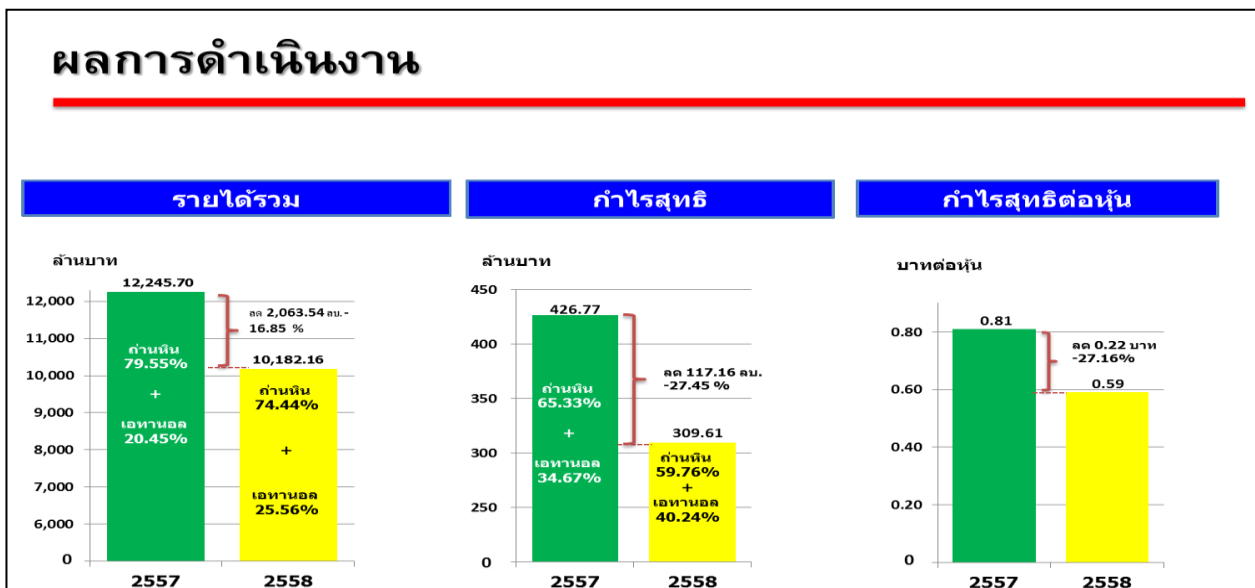 ผลการดำเนินงาน
รายได้รวม
ล้านบาท
12,245.70
12,000
11,000
10,000
9,000
8,000
7,000
6,000
0
ลด 2,063.54 ลบ.-
16.85 %
10,182.16
ถ่านหิน
79.55%
+
เอทานอล
20.45%
ถ่านหิน
74.44%
+
เอทานอล
25.56%
2557
2558
กำไรสุทธิ
ล้านบาท
450
400
350
300
250
0
426.77
ลด 117.16 ลบ.
-27.45 %
309.61
ถ่านหิน
65.33%
+
เอทานอล
34.67%
ถ่านหิน
59.76%
+
เอทานอล
40.24%
2557
2558
กำไรสุทธิต่อหุ้น
บาทต่อหุ้น
0.80
0.60
0.40
0.20
0
0.81
ลด 0.22 บาท
-27.16%
0.59
2557
2558